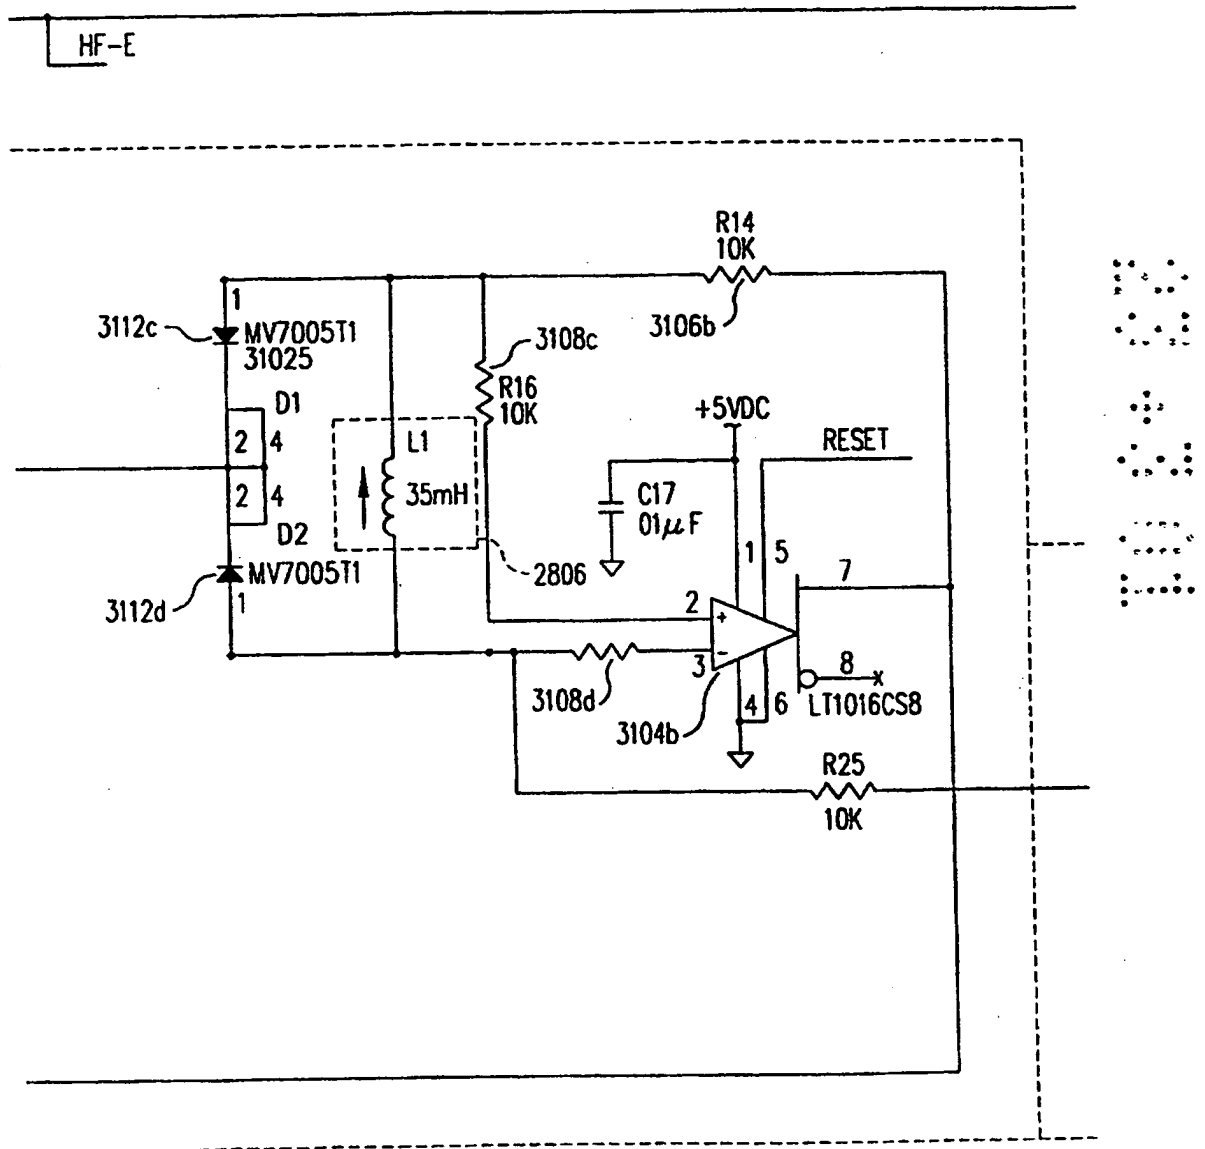 HF-E
R14
10K
3106b
1
3112c
MV7005T1
31025
3108c
R16
10K
D1
2 4
2 4
D2
L1
35mH
2806
+5VDC
RESET
C17
01μF
1 5
MV7005T1
3112d
1
2
+
7
3
-
3108d
4 6
8 x
LT1016CS8
3104b
R25
10K